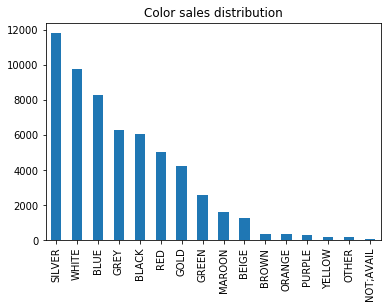 Color sales distribution
12000
10000
8000
6000
4000
2000
0
SILVER
WHITE
BLUE
GREY
BLACK
RED
GOLD
GREEN
MAROON
BEIGE
BROWN
ORANGE
PURPLE
YELLOW
OTHER
NOT;AVAIL